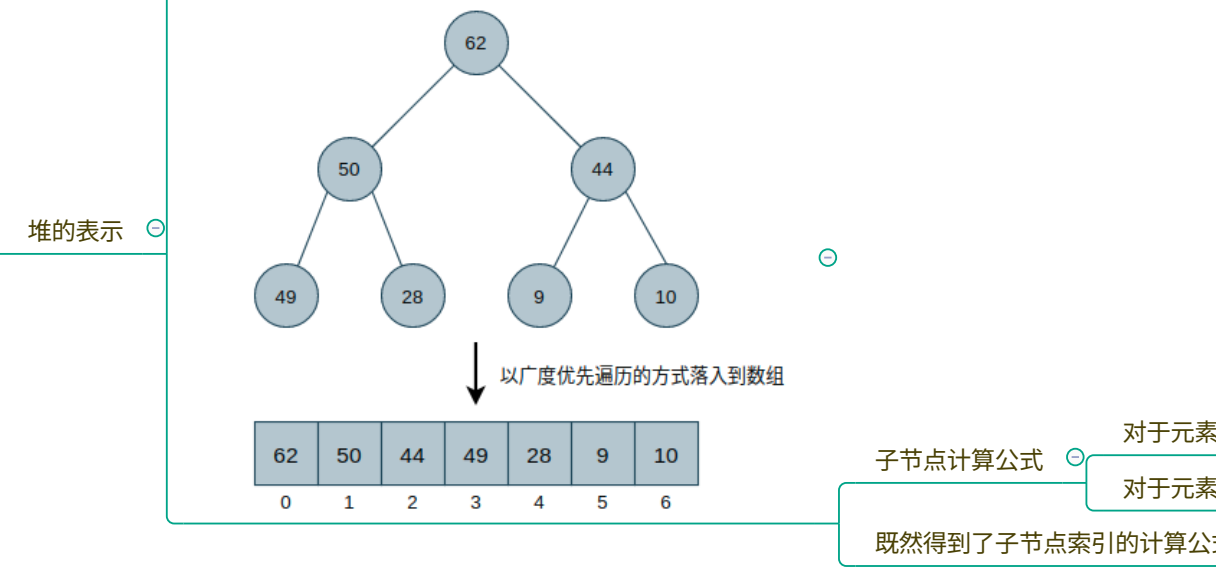 62
50 44
堆的表示
49 28 9 10
以广度优先遍历的方式落入到数组
62 50 44 49 28 9 10
0 1 2 3 4 5 6
对于元素
子节点计算公式
对于元素
既然得到了子节点索引的计算公